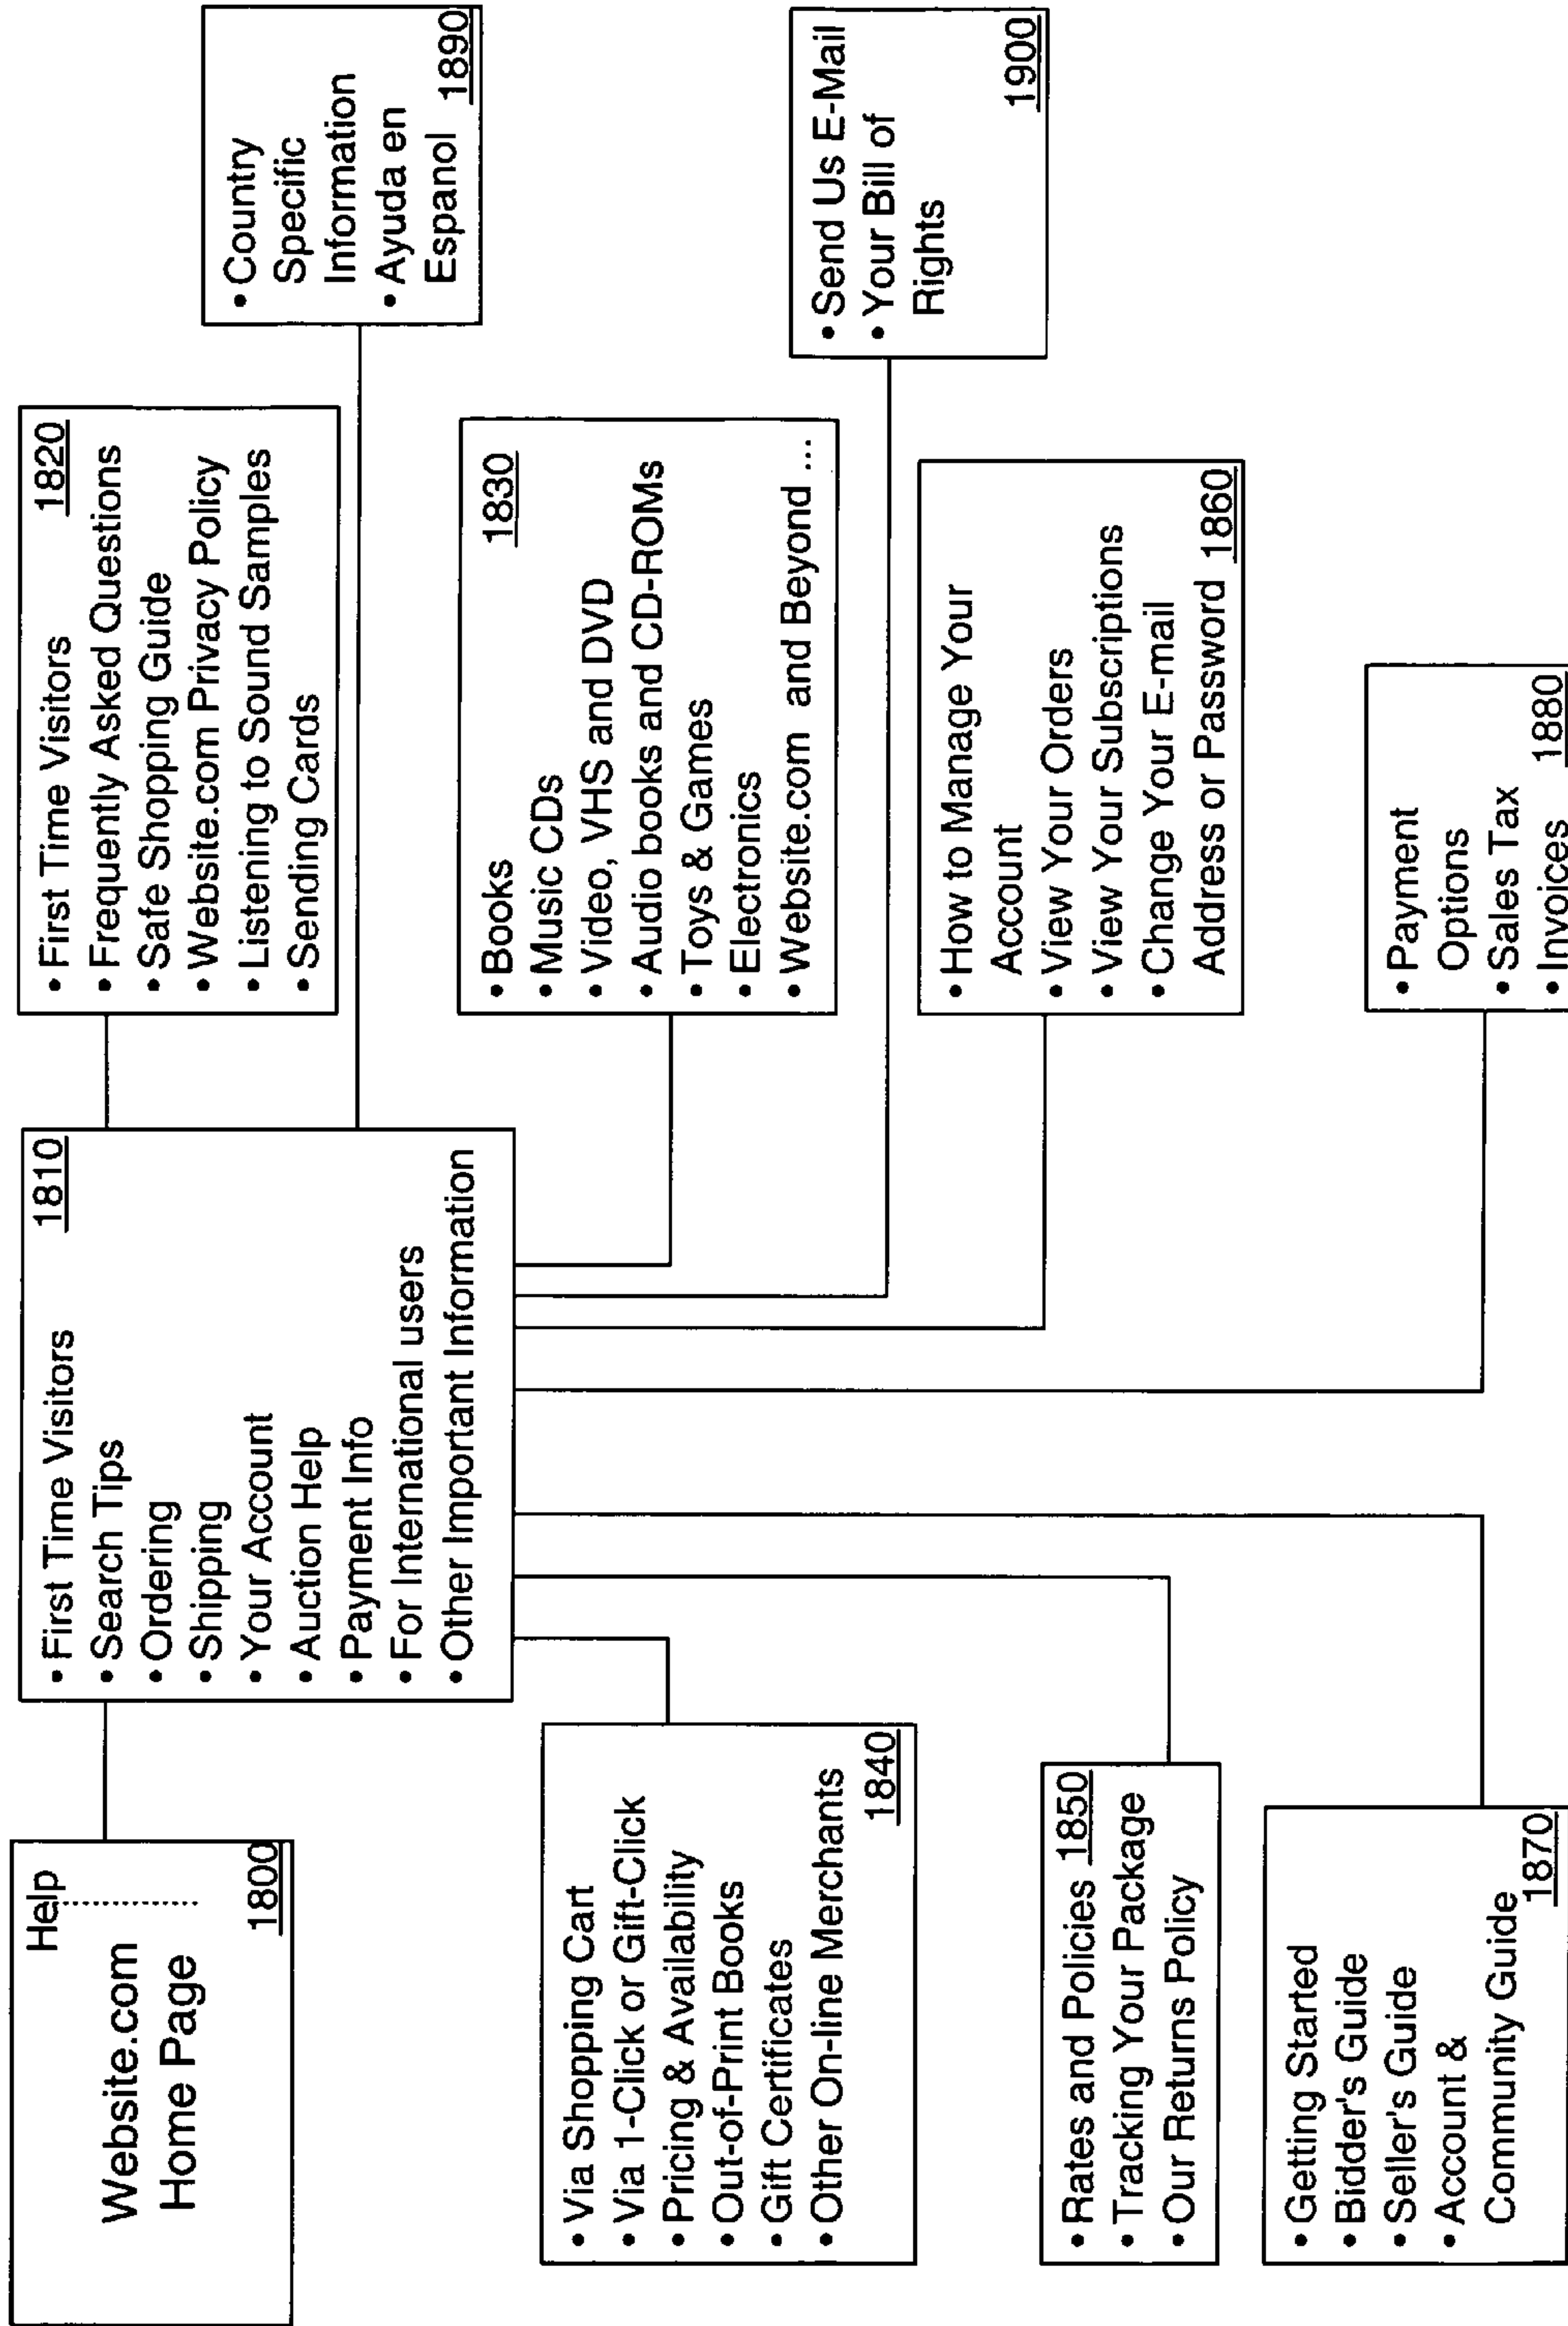 Help
Website.com
Home Page
1800
• First Time Visitors 1810
• Search Tips
• Ordering
• Shipping
• Your Account
• Auction Help
• Payment Info
• For International users
• Other Important Information
• First Time Visitors 1820
• Frequently Asked Questions
• Safe Shopping Guide
• Website.com Privacy Policy
• Listening to Sound Samples
• Sending Cards
• Country
Specific
Information
• Ayuda en
Espanol 1890
• Books 1830
• Music CDs
• Video, VHS and DVD
• Audio books and CD-ROMs
• Toys & Games
• Electronics
• Website.com and Beyond ...
• Via Shopping Cart
• Via 1-Click or Gift-Click
• Pricing & Availability
• Out-of-Print Books
• Gift Certificates
• Other On-line Merchants
1840
• Send Us E-Mail
• Your Bill of
Rights
1900
• How to Manage Your
Account
• View Your Orders
• View Your Subscriptions
• Change Your E-mail
Address or Password 1860
• Rates and Policies 1850
• Tracking Your Package
• Our Returns Policy
• Getting Started
• Bidder's Guide
• Seller's Guide
• Account &
Community Guide
1870
• Payment
Options
• Sales Tax
• Invoices 1880